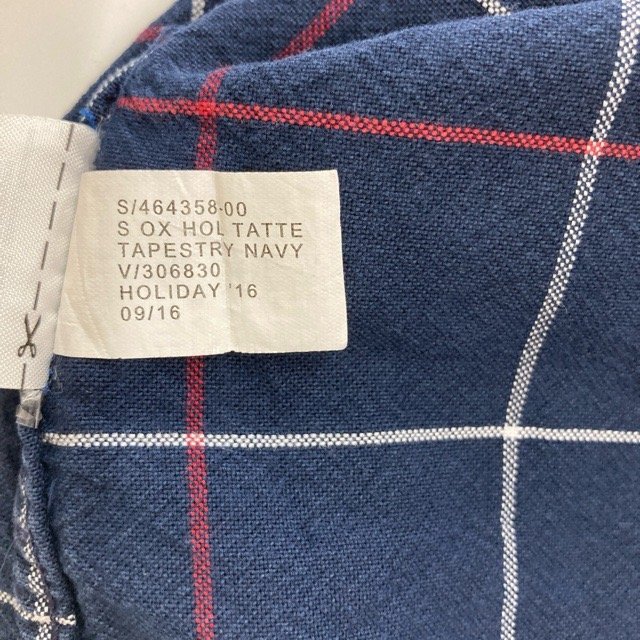 S/464358-00
S OX HOL TATTE
TAPESTRY NAVY
V/306830
HOLIDAY '16
09/16